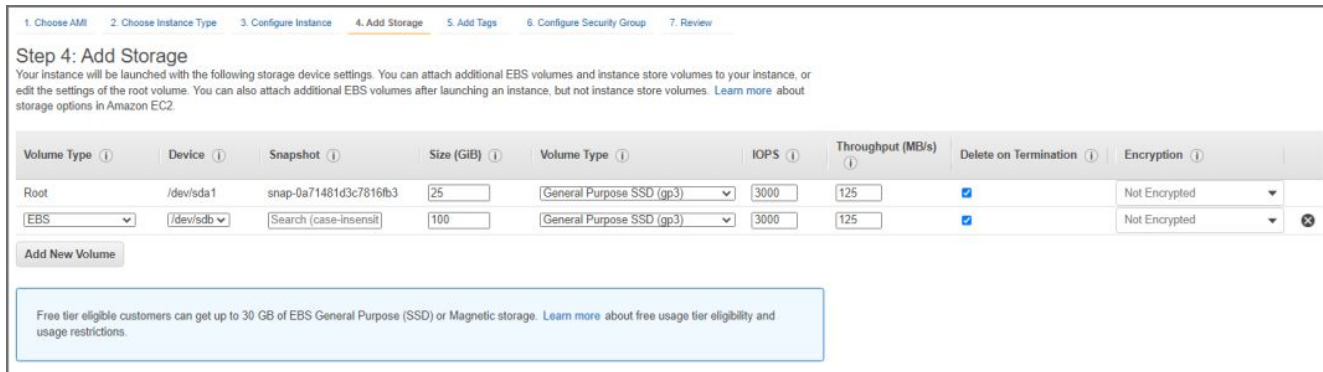 1. Choose AMI 2. Choose Instance Type 3. Configure Instance 4. Add Storage 5. Add Tags 6. Configure Security Group 7. Review
Step 4: Add Storage
Your instance will be launched with the following storage device settings. You can attach additional EBS volumes and instance store volumes to your instance, or
edit the settings of the root volume. You can also attach additional EBS volumes after launching an instance, but not instance store volumes. Learn more about
storage options in Amazon EC2.
Volume Type Device Snapshot Size (GiB) Volume Type IOPS Throughput (MB/s) Delete on Termination Encryption
Root /dev/sda1 snap-0a71481d3c7816fb3 25 General Purpose SSD (gp3) 3000 125 Not Encrypted
EBS /dev/sdb Search (case-insensit 100 General Purpose SSD (gp3) 3000 125 Not Encrypted
Add New Volume
Free tier eligible customers can get up to 30 GB of EBS General Purpose (SSD) or Magnetic storage. Learn more about free usage tier eligibility and
usage restrictions.